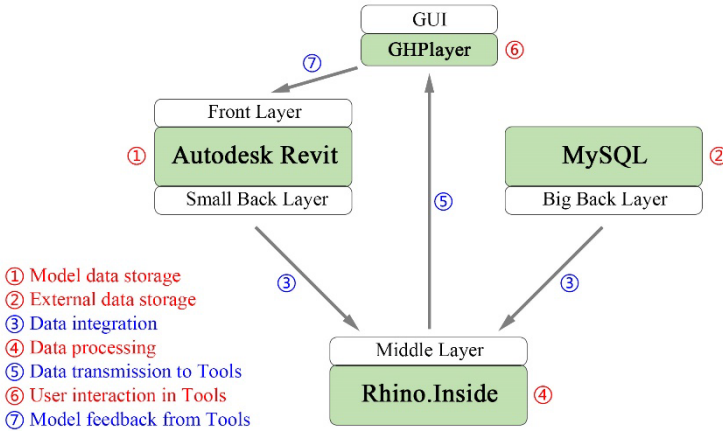 GUI
GHPlayer
⑥
⑦
Front Layer
① Autodesk Revit
Small Back Layer
MySQL ②
Big Back Layer
⑤
③
③
Middle Layer
Rhino.Inside ④
① Model data storage
② External data storage
③ Data integration
④ Data processing
⑤ Data transmission to Tools
⑥ User interaction in Tools
⑦ Model feedback from Tools